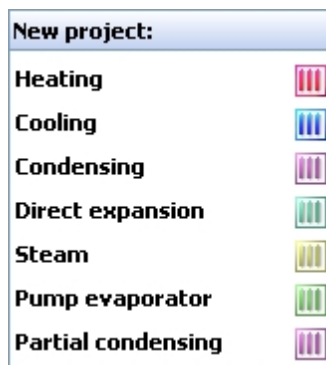 New project:
Heating
Cooling
Condensing
Direct expansion
Steam
Pump evaporator
Partial condensing